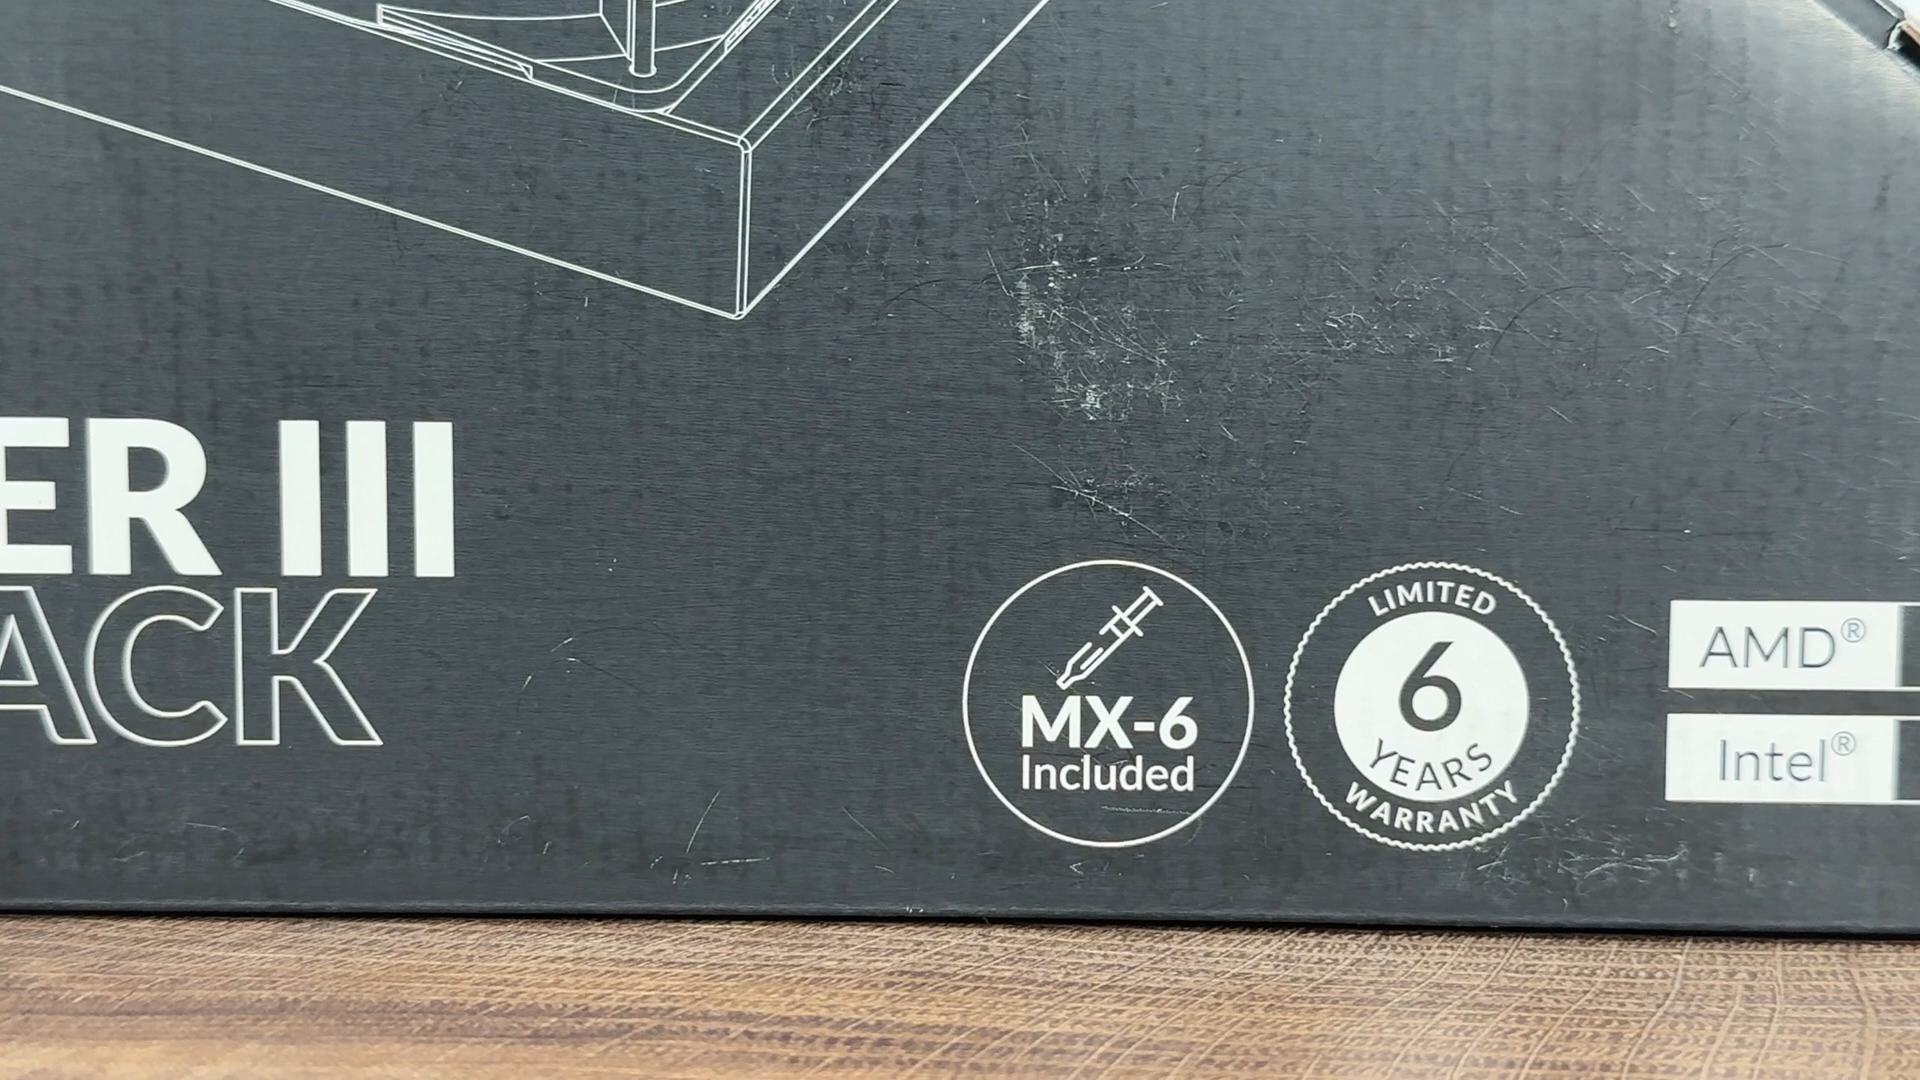 ER III
ACK
MX-6
Included
LIMITED
6
YEARS
WARRANTY
AMD®
Intel®